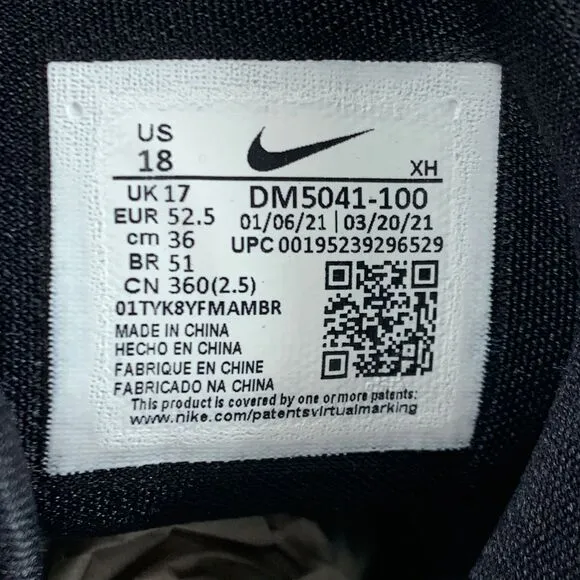 US
18
XH
UK 17
EUR 52.5
cm 36
BR 51
CN 360(2.5)
DM5041-100
01/06/21 | 03/20/21
UPC 00195239296529
01TYK8YFMAMBR
MADE IN CHINA
HECHO EN CHINA
FABRIQUE EN CHINE
FABRICADO NA CHINA
This product is covered by one or more patents:
www.nike.com/patentsvirtualmarking